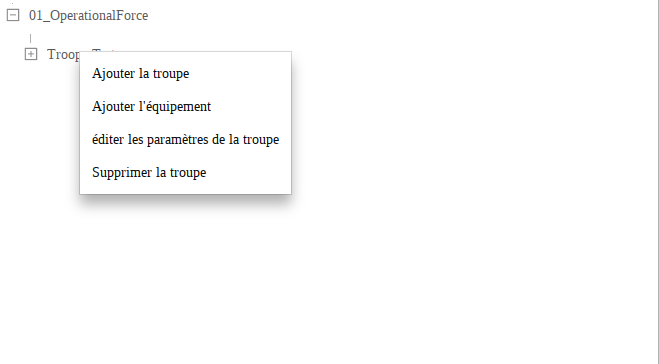 01_OperationalForce
Ajouter la troupe
Ajouter l'équipement
éditer les paramètres de la troupe
Supprimer la troupe